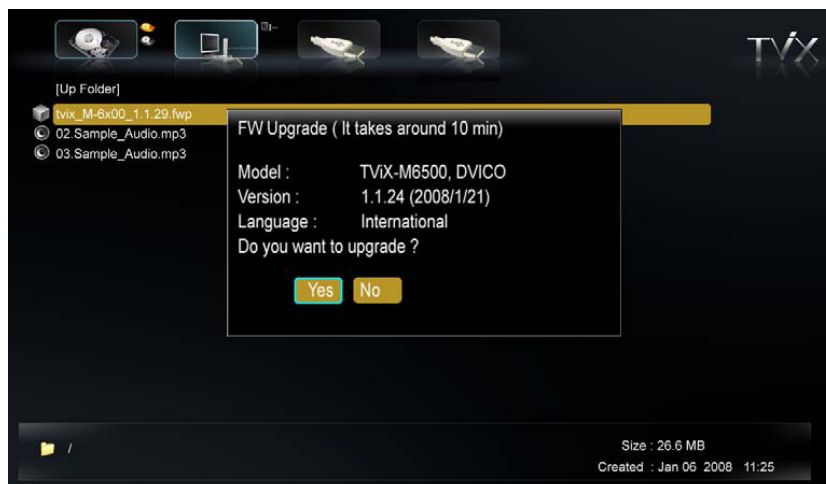 TViX
[Up Folder]
tvix_M-6x00_1.1.29.fwp
02.Sample_Audio.mp3
03.Sample_Audio.mp3
FW Upgrade ( It takes around 10 min)
Model : TViX-M6500, DVICO
Version : 1.1.24 (2008/1/21)
Language : International
Do you want to upgrade ?
Yes No
/
Size : 26.6 MB
Created : Jan 06 2008 11:25